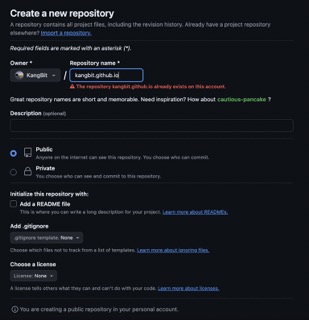 Create a new repository
A repository contains all project files, including the revision history. Already have a project repository
elsewhere? Import a repository.
Required fields are marked with an asterisk (*).
Owner * Repository name *
KangBit / kangbit.github.io
The repository kangbit.github.io already exists on this account.
Great repository names are short and memorable. Need inspiration? How about cautious-pancake ?
Description (optional)
Public
Anyone on the internet can see this repository. You choose who can commit.
Private
You choose who can see and commit to this repository.
Initialize this repository with:
Add a README file
This is where you can write a long description for your project. Learn more about READMEs.
Add .gitignore
.gitignore template: None
Choose which files not to track from a list of templates. Learn more about ignoring files.
Choose a license
License: None
A license tells others what they can and can't do with your code. Learn more about licenses.
You are creating a public repository in your personal account.